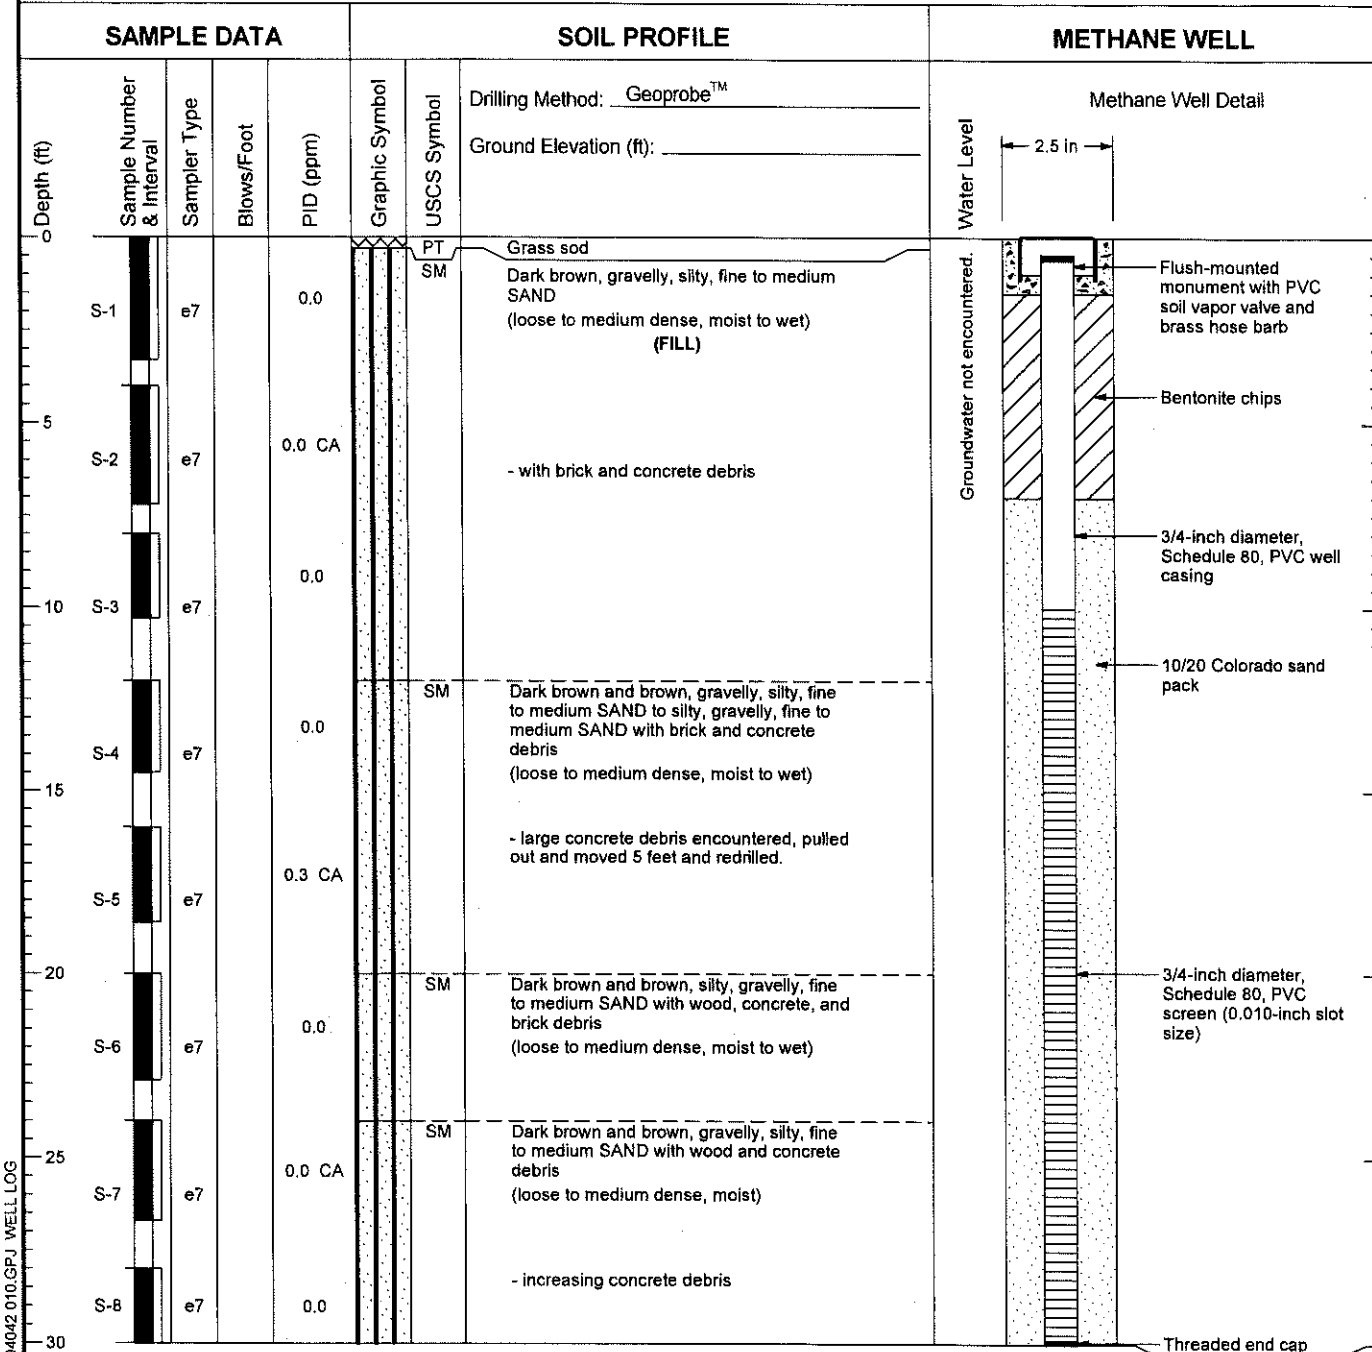 SAMPLE DATA
SOIL PROFILE
METHANE WELL
Depth (ft)
Sample Number
& Interval
Sampler Type
Blows/Foot
PID (ppm)
Graphic Symbol
USCS Symbol
Drilling Method: Geoprobe™
Ground Elevation (ft):
Water Level
Methane Well Detail
2.5 in
0
5
10
15
20
25
30
S-1 e7 0.0
S-2 e7 0.0 CA
S-3 e7 0.0
S-4 e7 0.0
S-5 e7 0.3 CA
S-6 e7 0.0
S-7 e7 0.0 CA
S-8 e7 0.0
PT Grass sod
SM Dark brown, gravelly, silty, fine to medium
SAND
(loose to medium dense, moist to wet)
(FILL)
- with brick and concrete debris
SM Dark brown and brown, gravelly, silty, fine
to medium SAND to silty, gravelly, fine to
medium SAND with brick and concrete
debris
(loose to medium dense, moist to wet)
- large concrete debris encountered, pulled
out and moved 5 feet and redrilled.
SM Dark brown and brown, silty, gravelly, fine
to medium SAND with wood, concrete, and
brick debris
(loose to medium dense, moist to wet)
SM Dark brown and brown, gravelly, silty, fine
to medium SAND with wood and concrete
debris
(loose to medium dense, moist)
- increasing concrete debris
Groundwater not encountered.
Flush-mounted
monument with PVC
soil vapor valve and
brass hose barb
Bentonite chips
3/4-inch diameter,
Schedule 80, PVC well
casing
10/20 Colorado sand
pack
3/4-inch diameter,
Schedule 80, PVC
screen (0.010-inch slot
size)
Threaded end cap
04042 010.GPJ WELL LOG